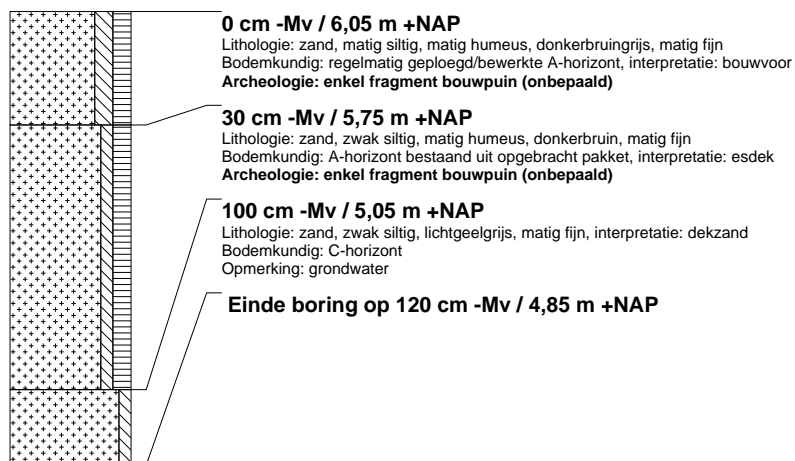 0 cm -Mv / 6,05 m +NAP
Lithologie: zand, matig siltig, matig humeus, donkerbruingrijs, matig fijn
Bodemkundig: regelmatig geploegd/bewerkte A-horizont, interpretatie: bouwvoor
Archeologie: enkel fragment bouwpuin (onbepaald)
30 cm -Mv / 5,75 m +NAP
Lithologie: zand, zwak siltig, matig humeus, donkerbruin, matig fijn
Bodemkundig: A-horizont bestaand uit opgebracht pakket, interpretatie: esdek
Archeologie: enkel fragment bouwpuin (onbepaald)
100 cm -Mv / 5,05 m +NAP
Lithologie: zand, zwak siltig, lichtgeelgrijs, matig fijn, interpretatie: dekzand
Bodemkundig: C-horizont
Opmerking: grondwater
Einde boring op 120 cm -Mv / 4,85 m +NAP